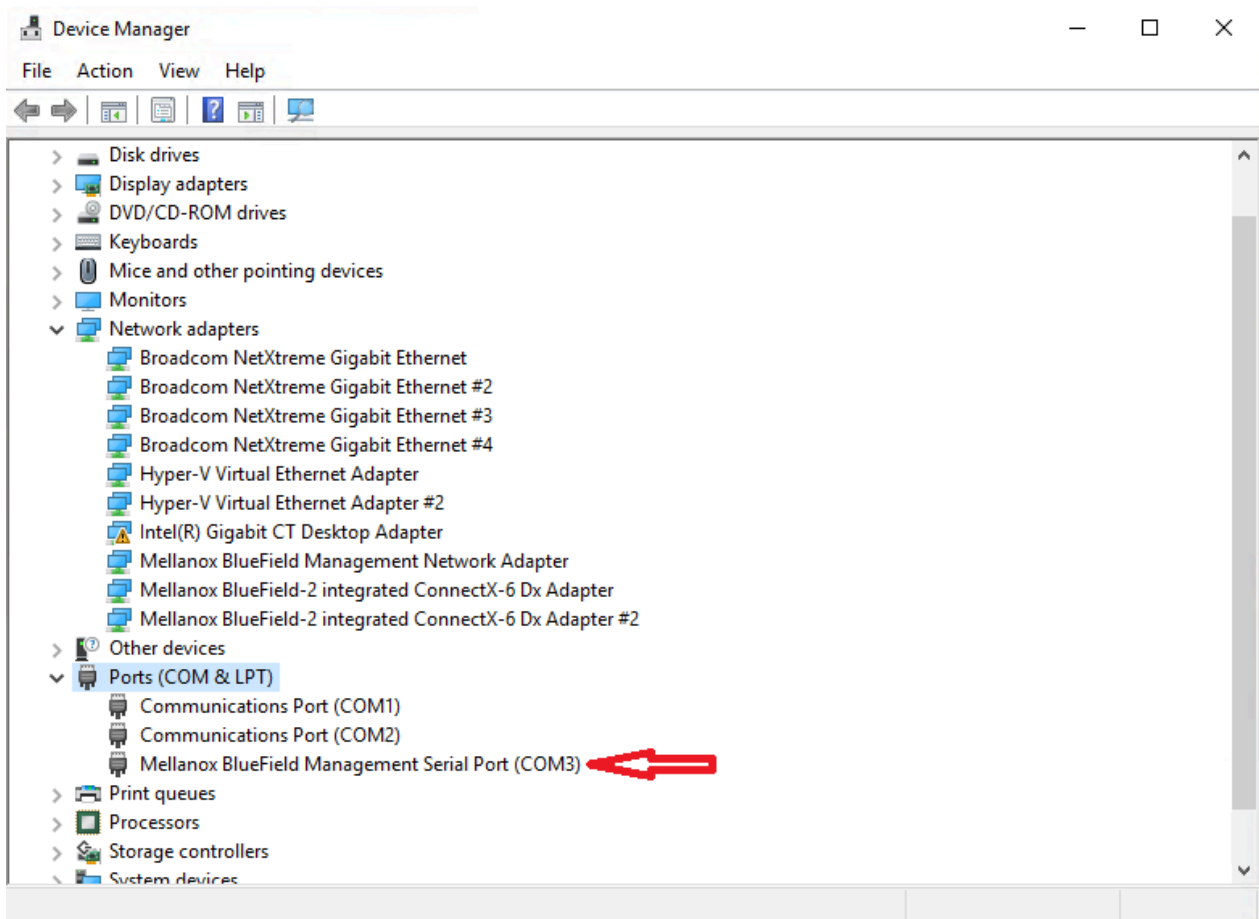 Device Manager
File Action View Help
Disk drives
Display adapters
DVD/CD-ROM drives
Keyboards
Mice and other pointing devices
Monitors
Network adapters
Broadcom NetXtreme Gigabit Ethernet
Broadcom NetXtreme Gigabit Ethernet #2
Broadcom NetXtreme Gigabit Ethernet #3
Broadcom NetXtreme Gigabit Ethernet #4
Hyper-V Virtual Ethernet Adapter
Hyper-V Virtual Ethernet Adapter #2
Intel(R) Gigabit CT Desktop Adapter
Mellanox BlueField Management Network Adapter
Mellanox BlueField-2 integrated ConnectX-6 Dx Adapter
Mellanox BlueField-2 integrated ConnectX-6 Dx Adapter #2
Other devices
Ports (COM & LPT)
Communications Port (COM1)
Communications Port (COM2)
Mellanox BlueField Management Serial Port (COM3)
Print queues
Processors
Storage controllers
System devices